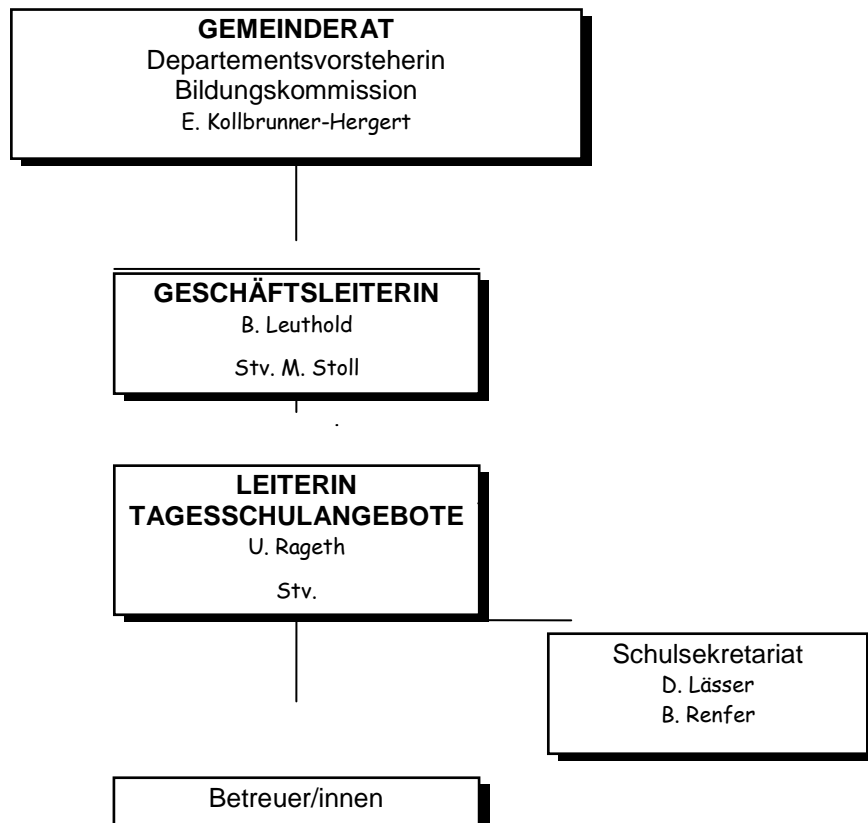 GEMEINDERAT
Departementsvorsteherin
Bildungskommission
E. Kollbrunner-Hergert
GESCHÄFTSLEITERIN
B. Leuthold
Stv. M. Stoll
.
LEITERIN
TAGESSCHULANGEBOTE
U. Rageth
Stv.
Schulsekretariat
D. Lässer
B. Renfer
Betreuer/innen